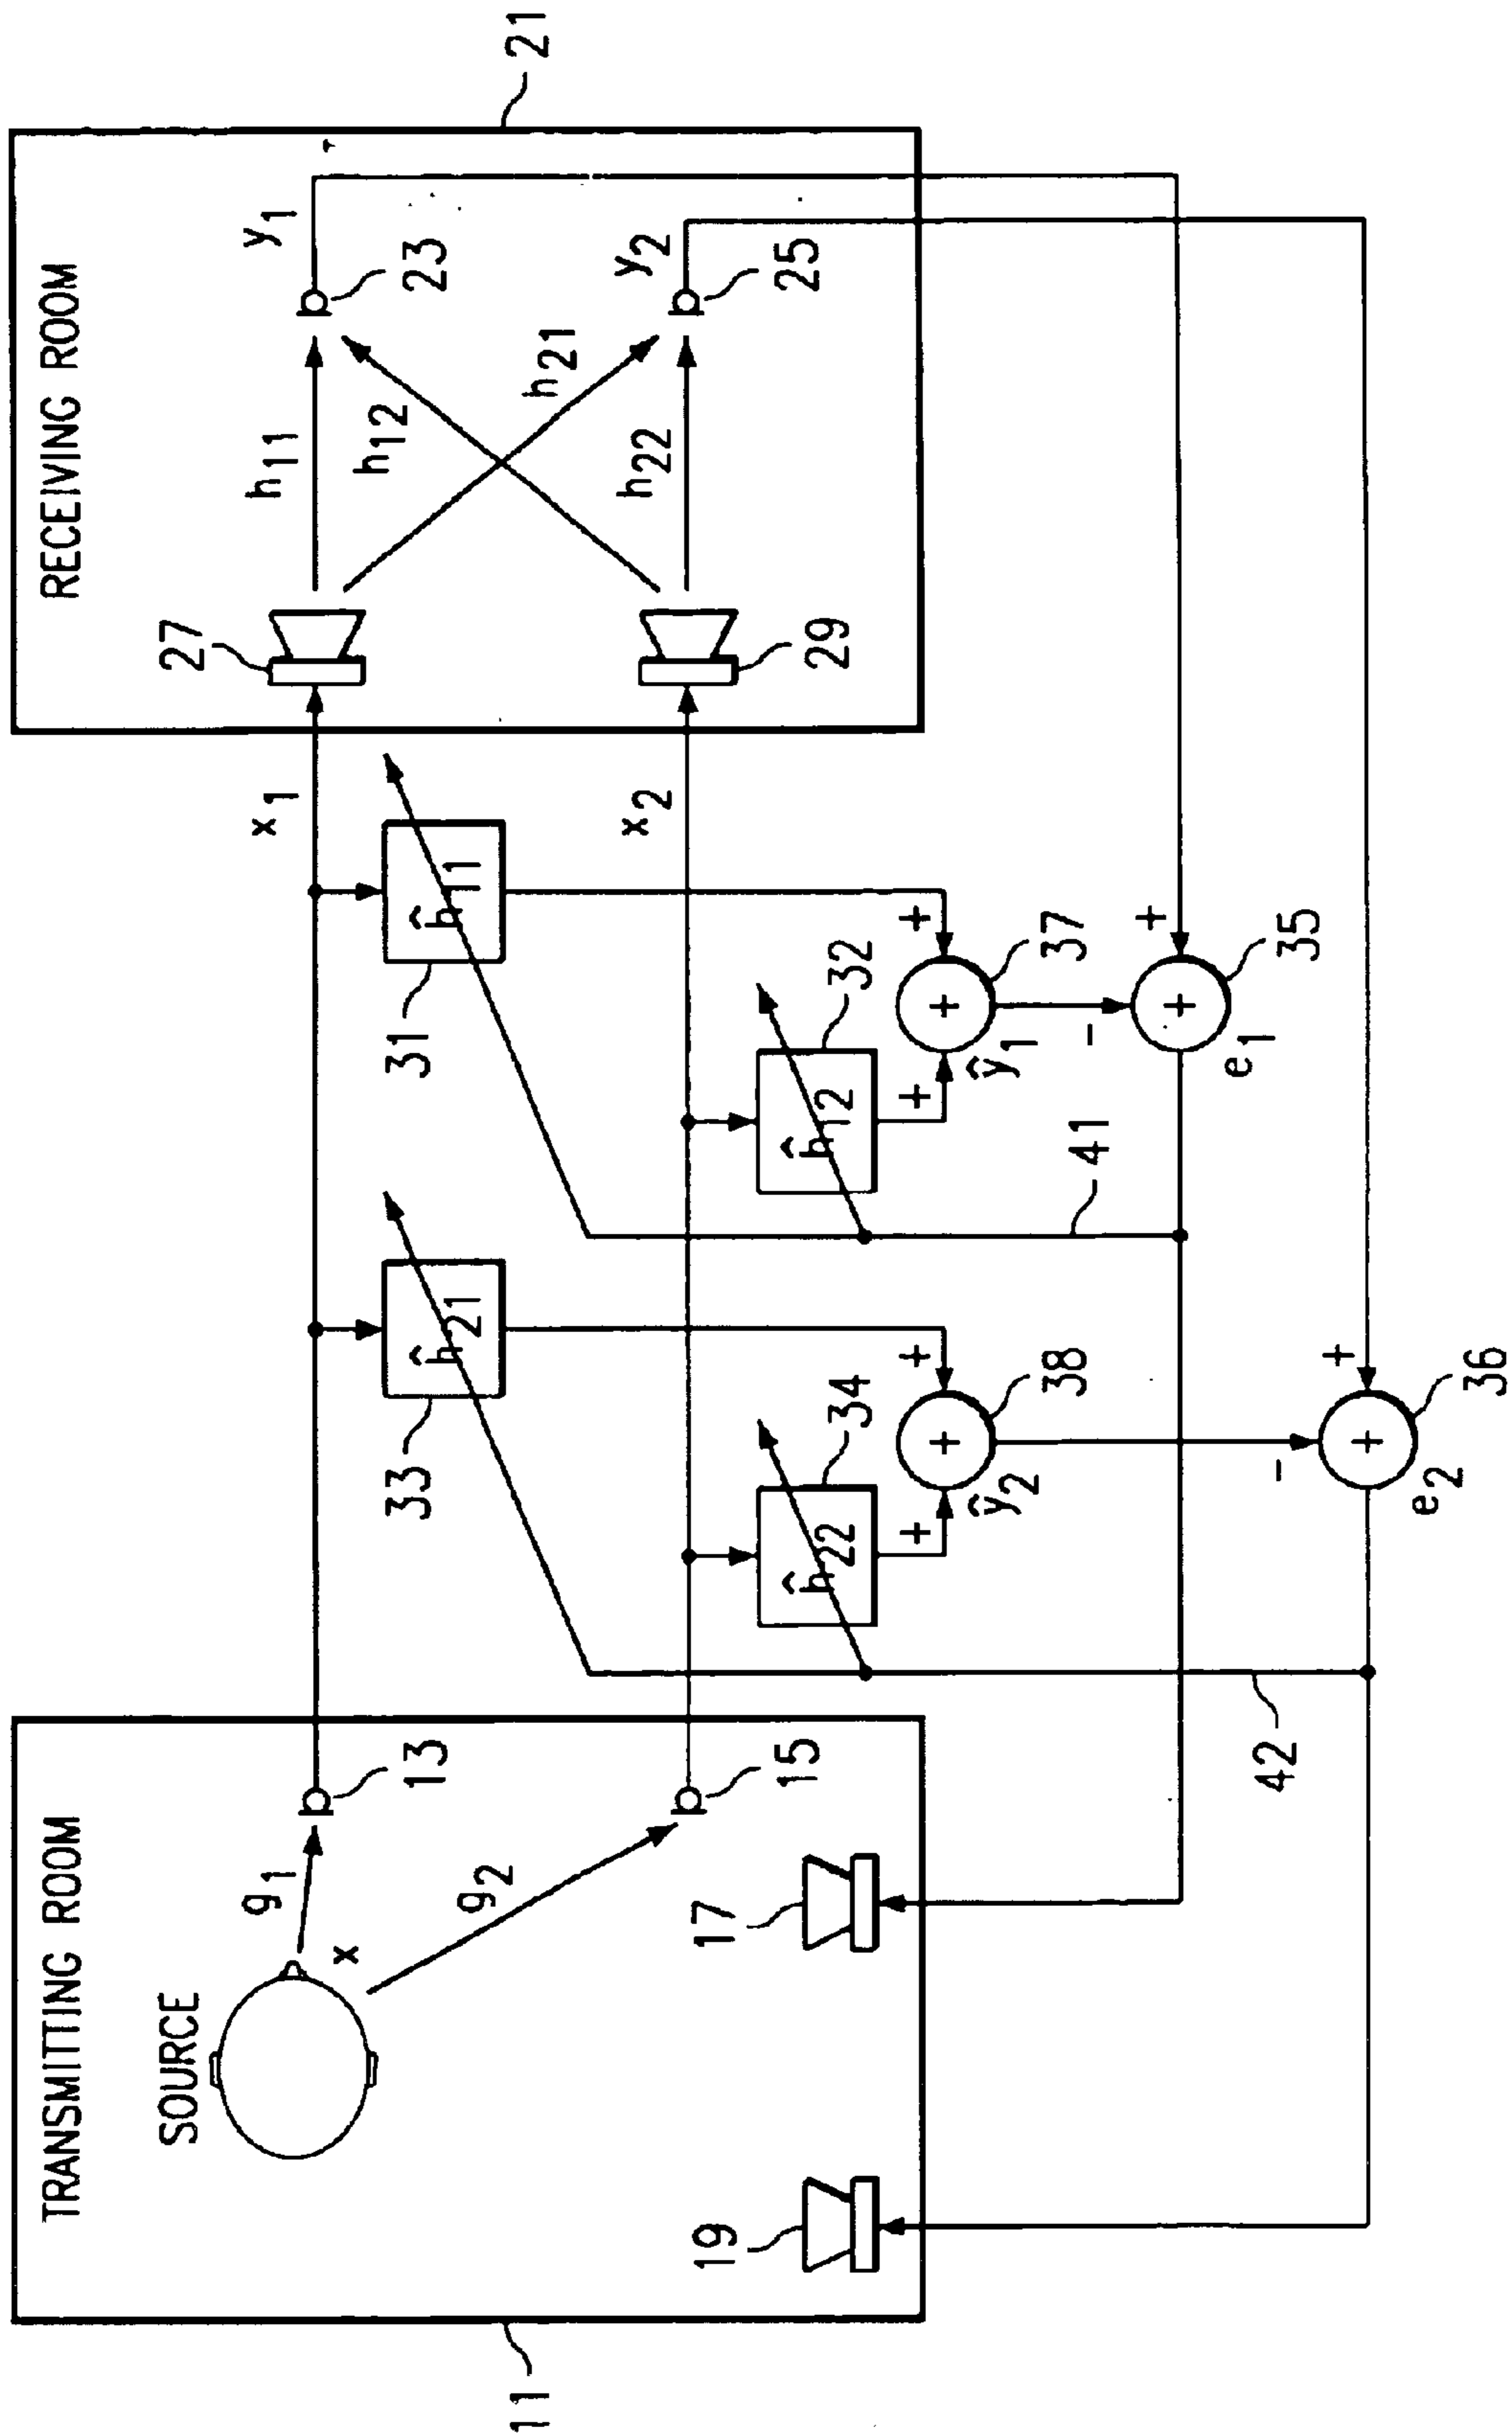 TRANSMITTING ROOM
SOURCE
x
g1
g2
13
15
17
19
11
RECEIVING ROOM
27
29
h11
h12
h21
h22
y1
23
y2
25
21
x1
x2
ĥ11
31
ĥ12
32
ĥ21
33
ĥ22
34
+
+
+
37
ŷ1
-
+
+
35
e1
41
+
+
+
38
ŷ2
-
+
+
36
e2
42